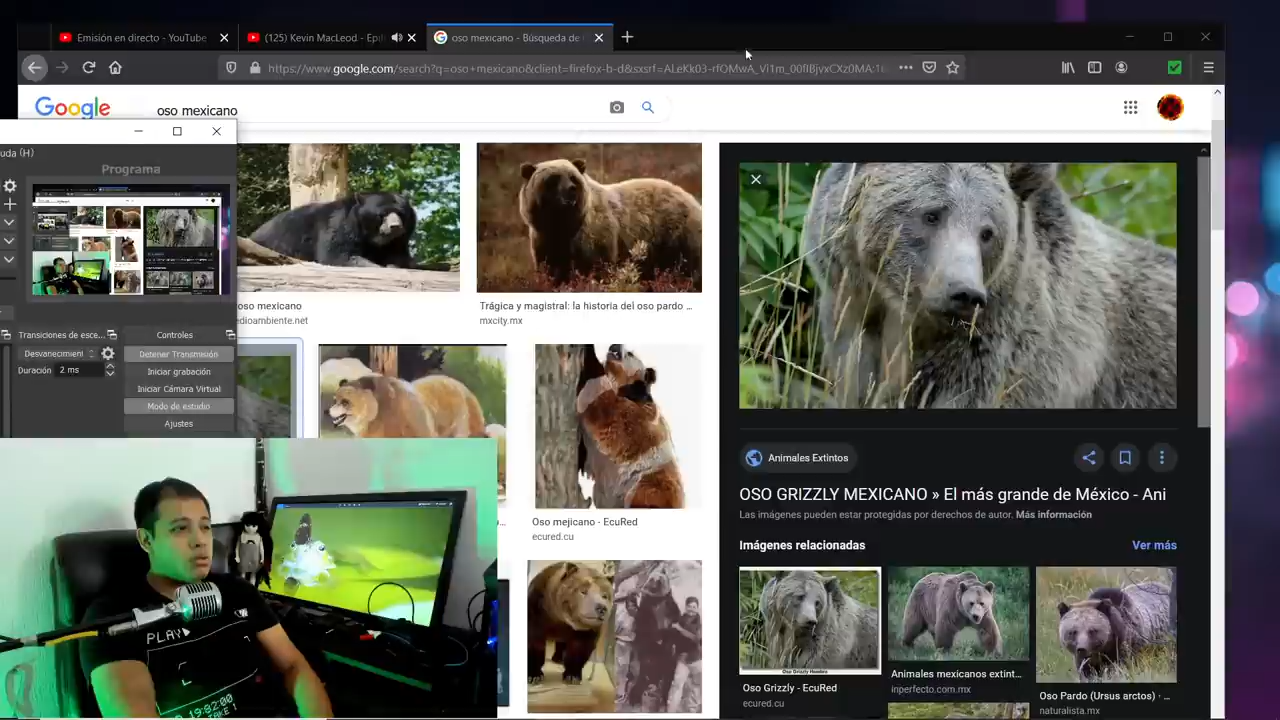 Emisión en directo - YouTube
(125) Kevin MacLeod - Epi
oso mexicano - Búsqueda de
https://www.google.com/search?q=oso+mexicano&client=firefox-b-d&sxsrf=
Google
oso mexicano
uda (H)
Programa
oso mexicano
edioambiente.net
Trágica y magistral: la historia del oso pardo ...
mxcity.mx
Transiciones de esce...
Controles
Desvanecimient
Detener Transmisión
Duración
2 ms
Iniciar grabación
Iniciar Cámara Virtual
Modo de estudio
Ajustes
Animales Extintos
OSO GRIZZLY MEXICANO » El más grande de México - Ani
Las imágenes pueden estar protegidas por derechos de autor. Más información
Oso mejicano - EcuRed
ecured.cu
Imágenes relacionadas
Ver más
Oso Grizzly - EcuRed
ecured.cu
Animales mexicanos extint...
inperfecto.com.mx
Oso Pardo (Ursus arctos) · ...
naturalista.mx
PLAY